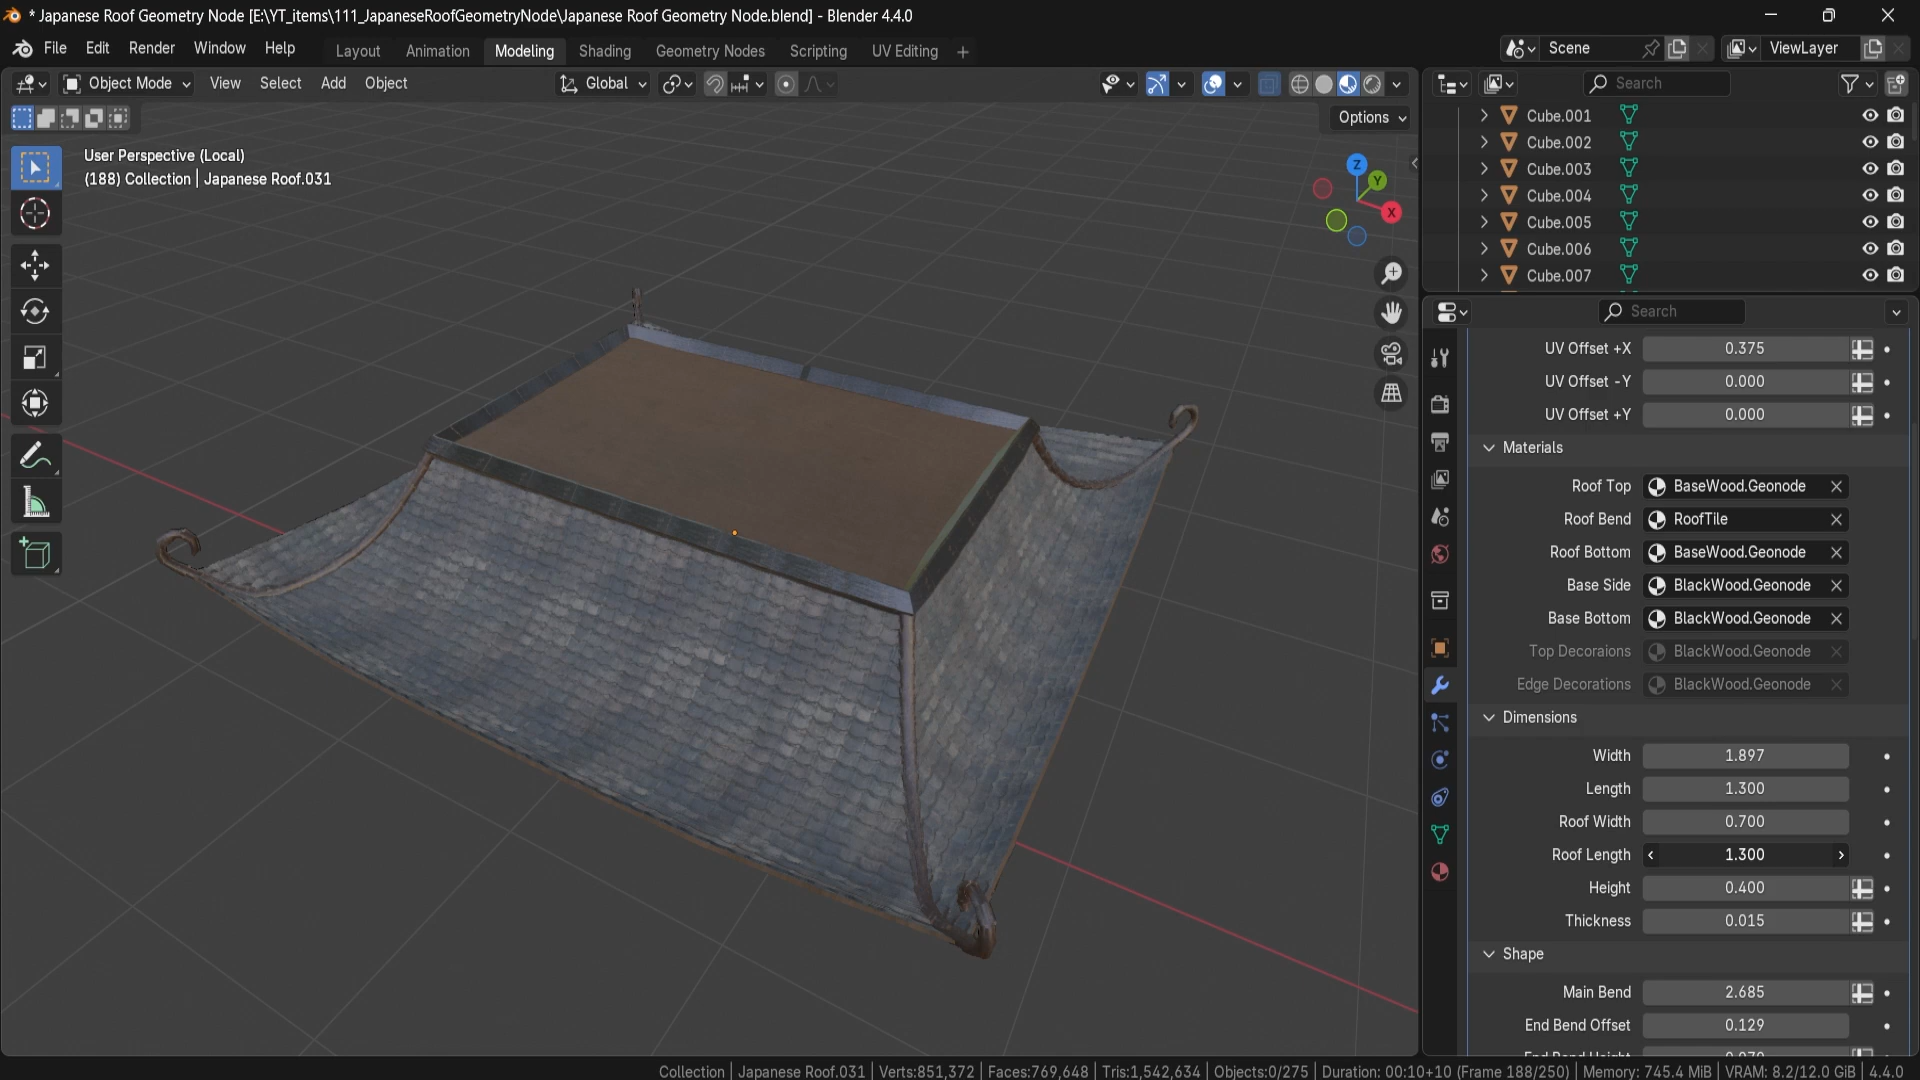 * Japanese Roof Geometry Node [E:\YT_items\111_JapaneseRoofGeometryNode\Japanese Roof Geometry Node.blend] - Blender 4.4.0
File Edit Render Window Help Layout Animation Modeling Shading Geometry Nodes Scripting UV Editing + Scene ViewLayer
Object Mode View Select Add Object Global Search
Options
User Perspective (Local)
(188) Collection | Japanese Roof.031
Z
Y
X
Cube.001
Cube.002
Cube.003
Cube.004
Cube.005
Cube.006
Cube.007
Search
UV Offset +X 0.375
UV Offset -Y 0.000
UV Offset +Y 0.000
Materials
Roof Top BaseWood.Geonode
Roof Bend RoofTile
Roof Bottom BaseWood.Geonode
Base Side BlackWood.Geonode
Base Bottom BlackWood.Geonode
Top Decoraions BlackWood.Geonode
Edge Decorations BlackWood.Geonode
Dimensions
Width 1.897
Length 1.300
Roof Width 0.700
Roof Length 1.300
Height 0.400
Thickness 0.015
Shape
Main Bend 2.685
End Bend Offset 0.129
Collection | Japanese Roof.031 | Verts:851,372 | Faces:769,648 | Tris:1,542,634 | Objects:0/275 | Duration: 00:10+10 (Frame 188/250) | Memory: 745.4 MiB | VRAM: 8.2/12.0 GiB | 4.4.0